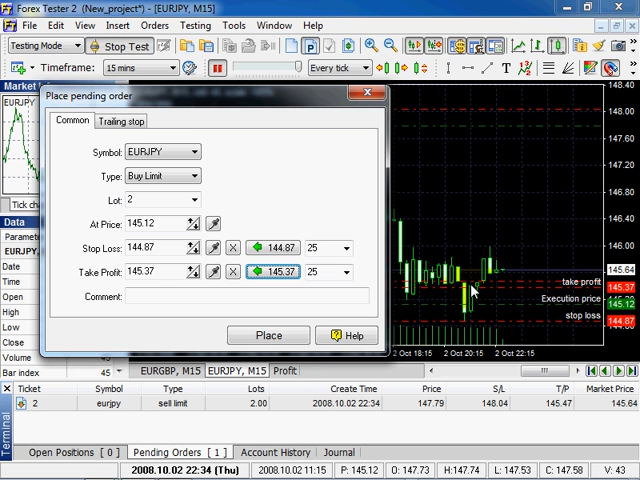 Forex Tester 2 (New_project*) - [EURJPY, M15]
File Edit View Insert Orders Testing Tools Window Help
Testing Mode Stop Test
Timeframe: 15 mins Every tick
Market
EURJPY
Tick cha
Data
Parameter
Date
Time
Open
High
Low
Close
Volume 45
Bar index 45
Place pending order
Common Trailing stop
Symbol: EURJPY
Type: Buy Limit
Lot: 2
At Price: 145.12
Stop Loss: 144.87 X 144.87 25
Take Profit: 145.37 X 145.37 25
Comment:
Place Help
148.40
148.00
147.60
147.20
146.80
146.40
146.00
145.64
take profit 145.37
Execution price 145.12
stop loss 144.87
144.40
2 Oct 18:15 2 Oct 20:15 2 Oct 22:15
EURGBP, M15 EURJPY, M15 Profit
Terminal
Ticket Symbol Type Lots Create Time Price S/L T/P Market Price
2 eurjpy sell limit 2.00 2008.10.02 22:34 147.79 148.04 145.47 145.64
Open Positions [ 0 ] Pending Orders [ 1 ] Account History Journal
2008.10.02 22:34 (Thu) 2008.10.02 11:15 P: 145.12 O: 147.73 H:147.74 L: 147.53 C: 147.58 V: 43